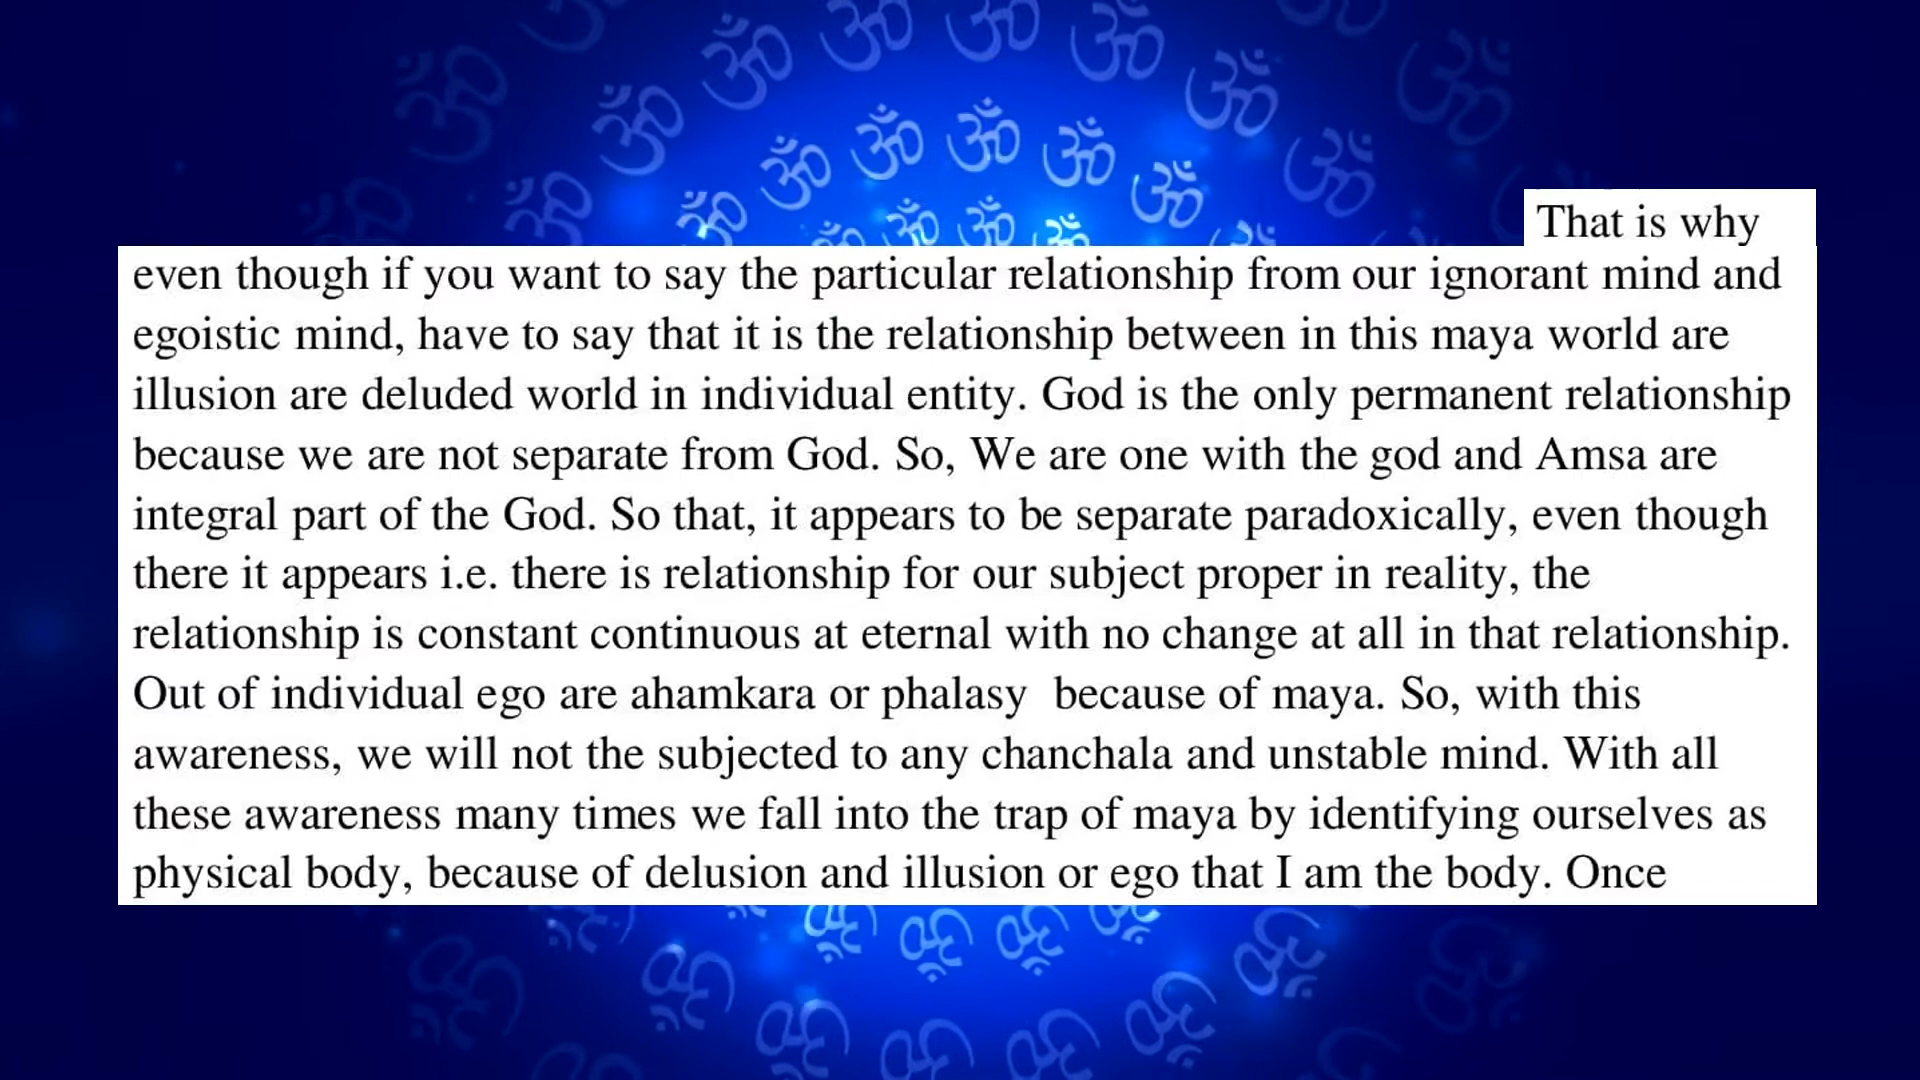 That is why
even though if you want to say the particular relationship from our ignorant mind and
egoistic mind, have to say that it is the relationship between in this maya world are
illusion are deluded world in individual entity. God is the only permanent relationship
because we are not separate from God. So, We are one with the god and Amsa are
integral part of the God. So that, it appears to be separate paradoxically, even though
there it appears i.e. there is relationship for our subject proper in reality, the
relationship is constant continuous at eternal with no change at all in that relationship.
Out of individual ego are ahamkara or phalasy  because of maya. So, with this
awareness, we will not the subjected to any chanchala and unstable mind. With all
these awareness many times we fall into the trap of maya by identifying ourselves as
physical body, because of delusion and illusion or ego that I am the body. Once